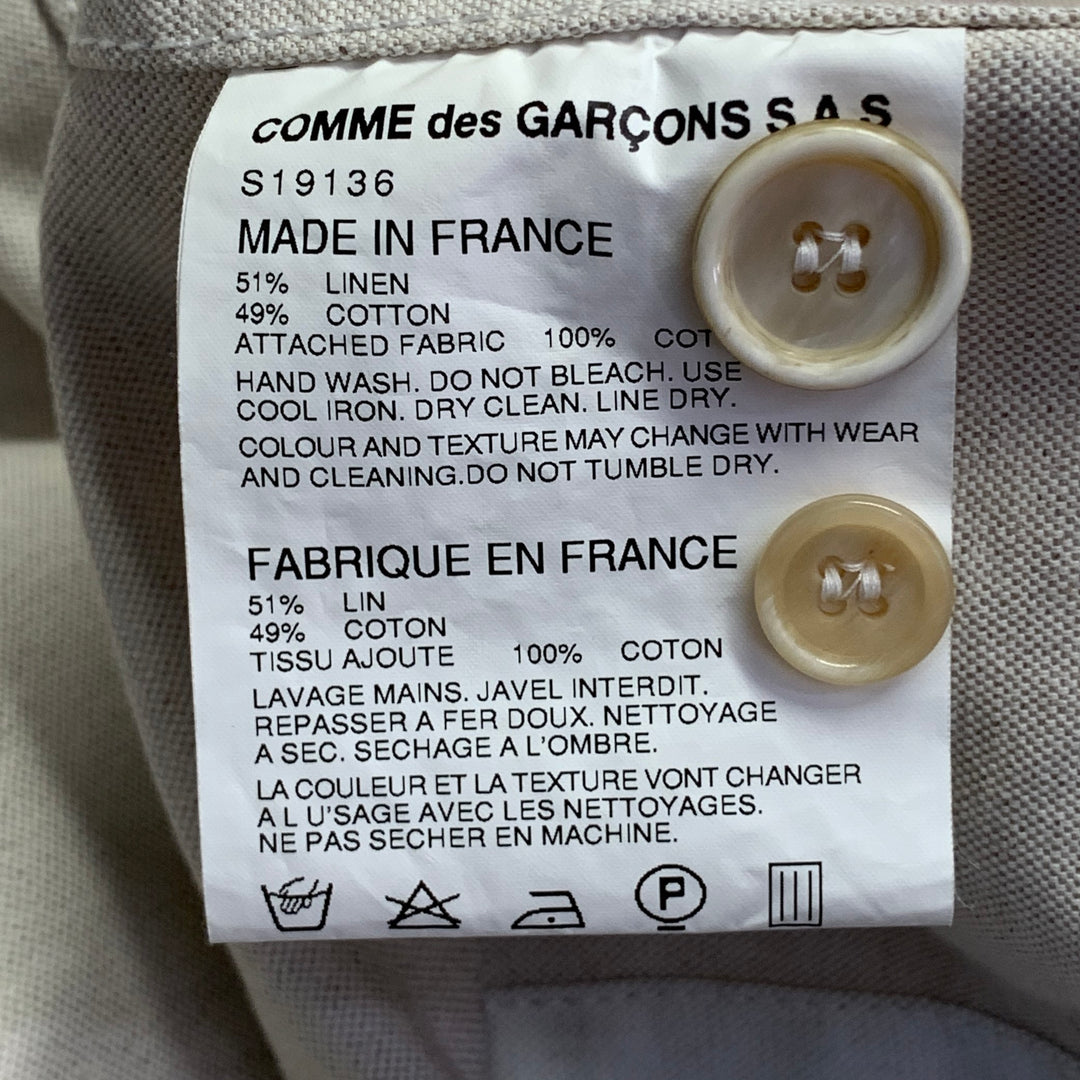 COMME des GARÇONS S A S
S19136
MADE IN FRANCE
51% LINEN
49% COTTON
ATTACHED FABRIC 100% COT
HAND WASH. DO NOT BLEACH. USE
COOL IRON. DRY CLEAN. LINE DRY.
COLOUR AND TEXTURE MAY CHANGE WITH WEAR
AND CLEANING.DO NOT TUMBLE DRY.
FABRIQUE EN FRANCE
51% LIN
49% COTON
TISSU AJOUTE 100% COTON
LAVAGE MAINS. JAVEL INTERDIT.
REPASSER A FER DOUX. NETTOYAGE
A SEC. SECHAGE A L'OMBRE.
LA COULEUR ET LA TEXTURE VONT CHANGER
A L U'SAGE AVEC LES NETTOYAGES.
NE PAS SECHER EN MACHINE.
P